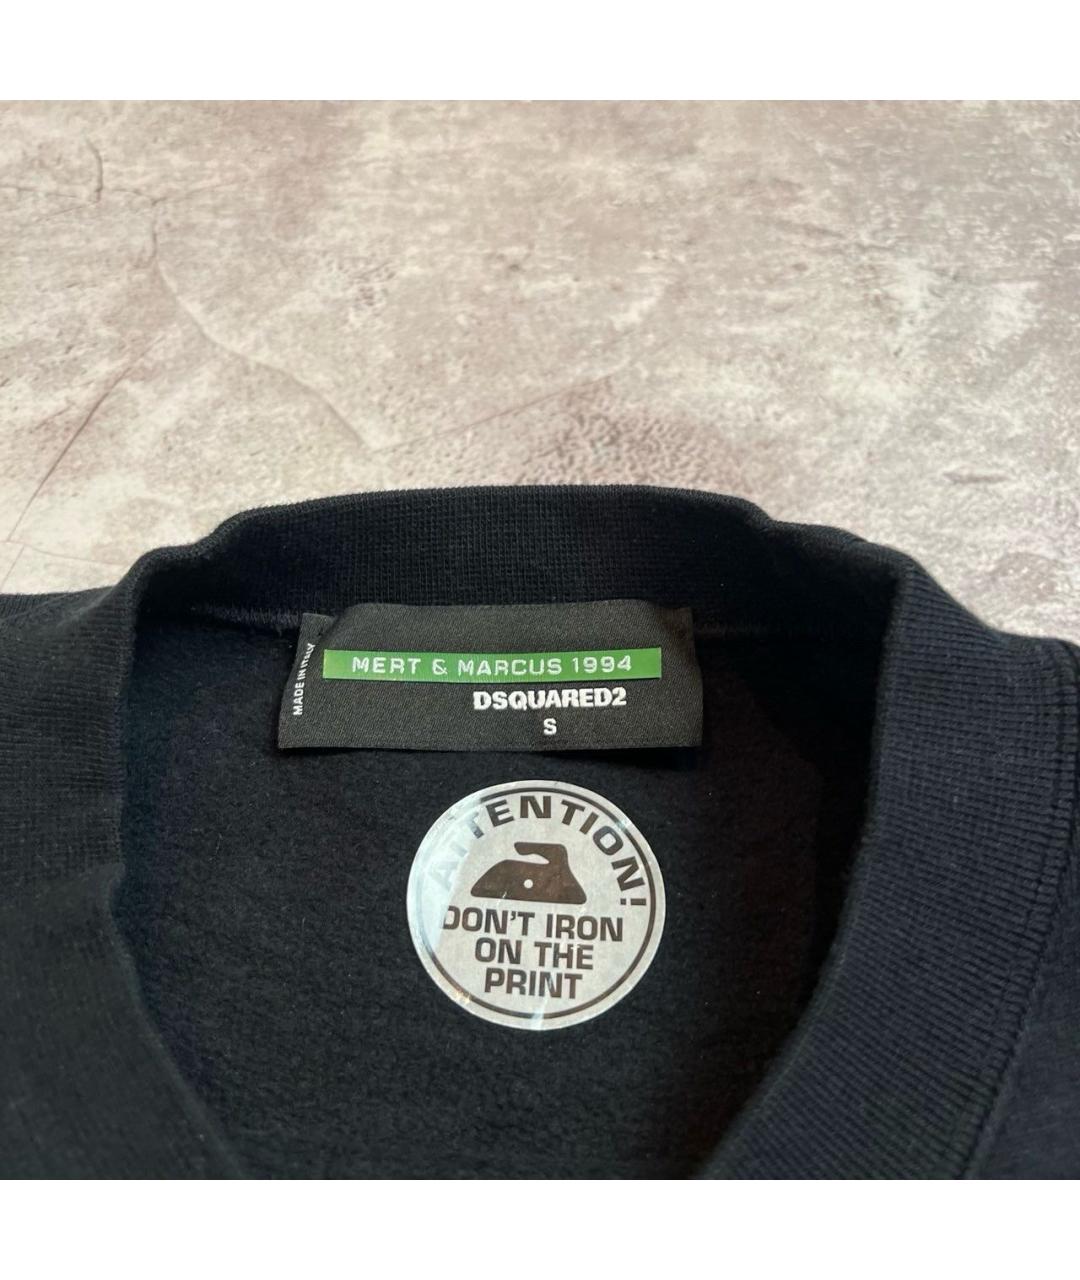 MERT & MARCUS 1994
MADE IN ITALY
DSQUARED2
S
ATTENTION!
DON'T IRON
ON THE
PRINT